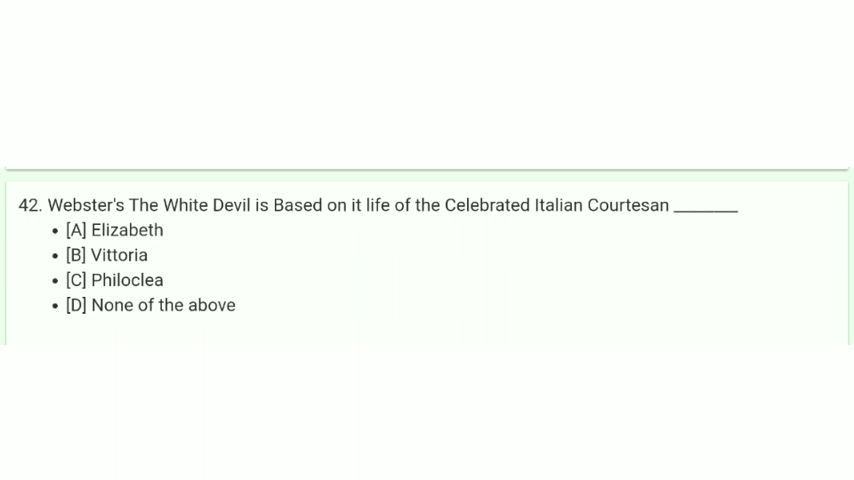 42. Webster's The White Devil is Based on it life of the Celebrated Italian Courtesan ________
• [A] Elizabeth
• [B] Vittoria
• [C] Philoclea
• [D] None of the above